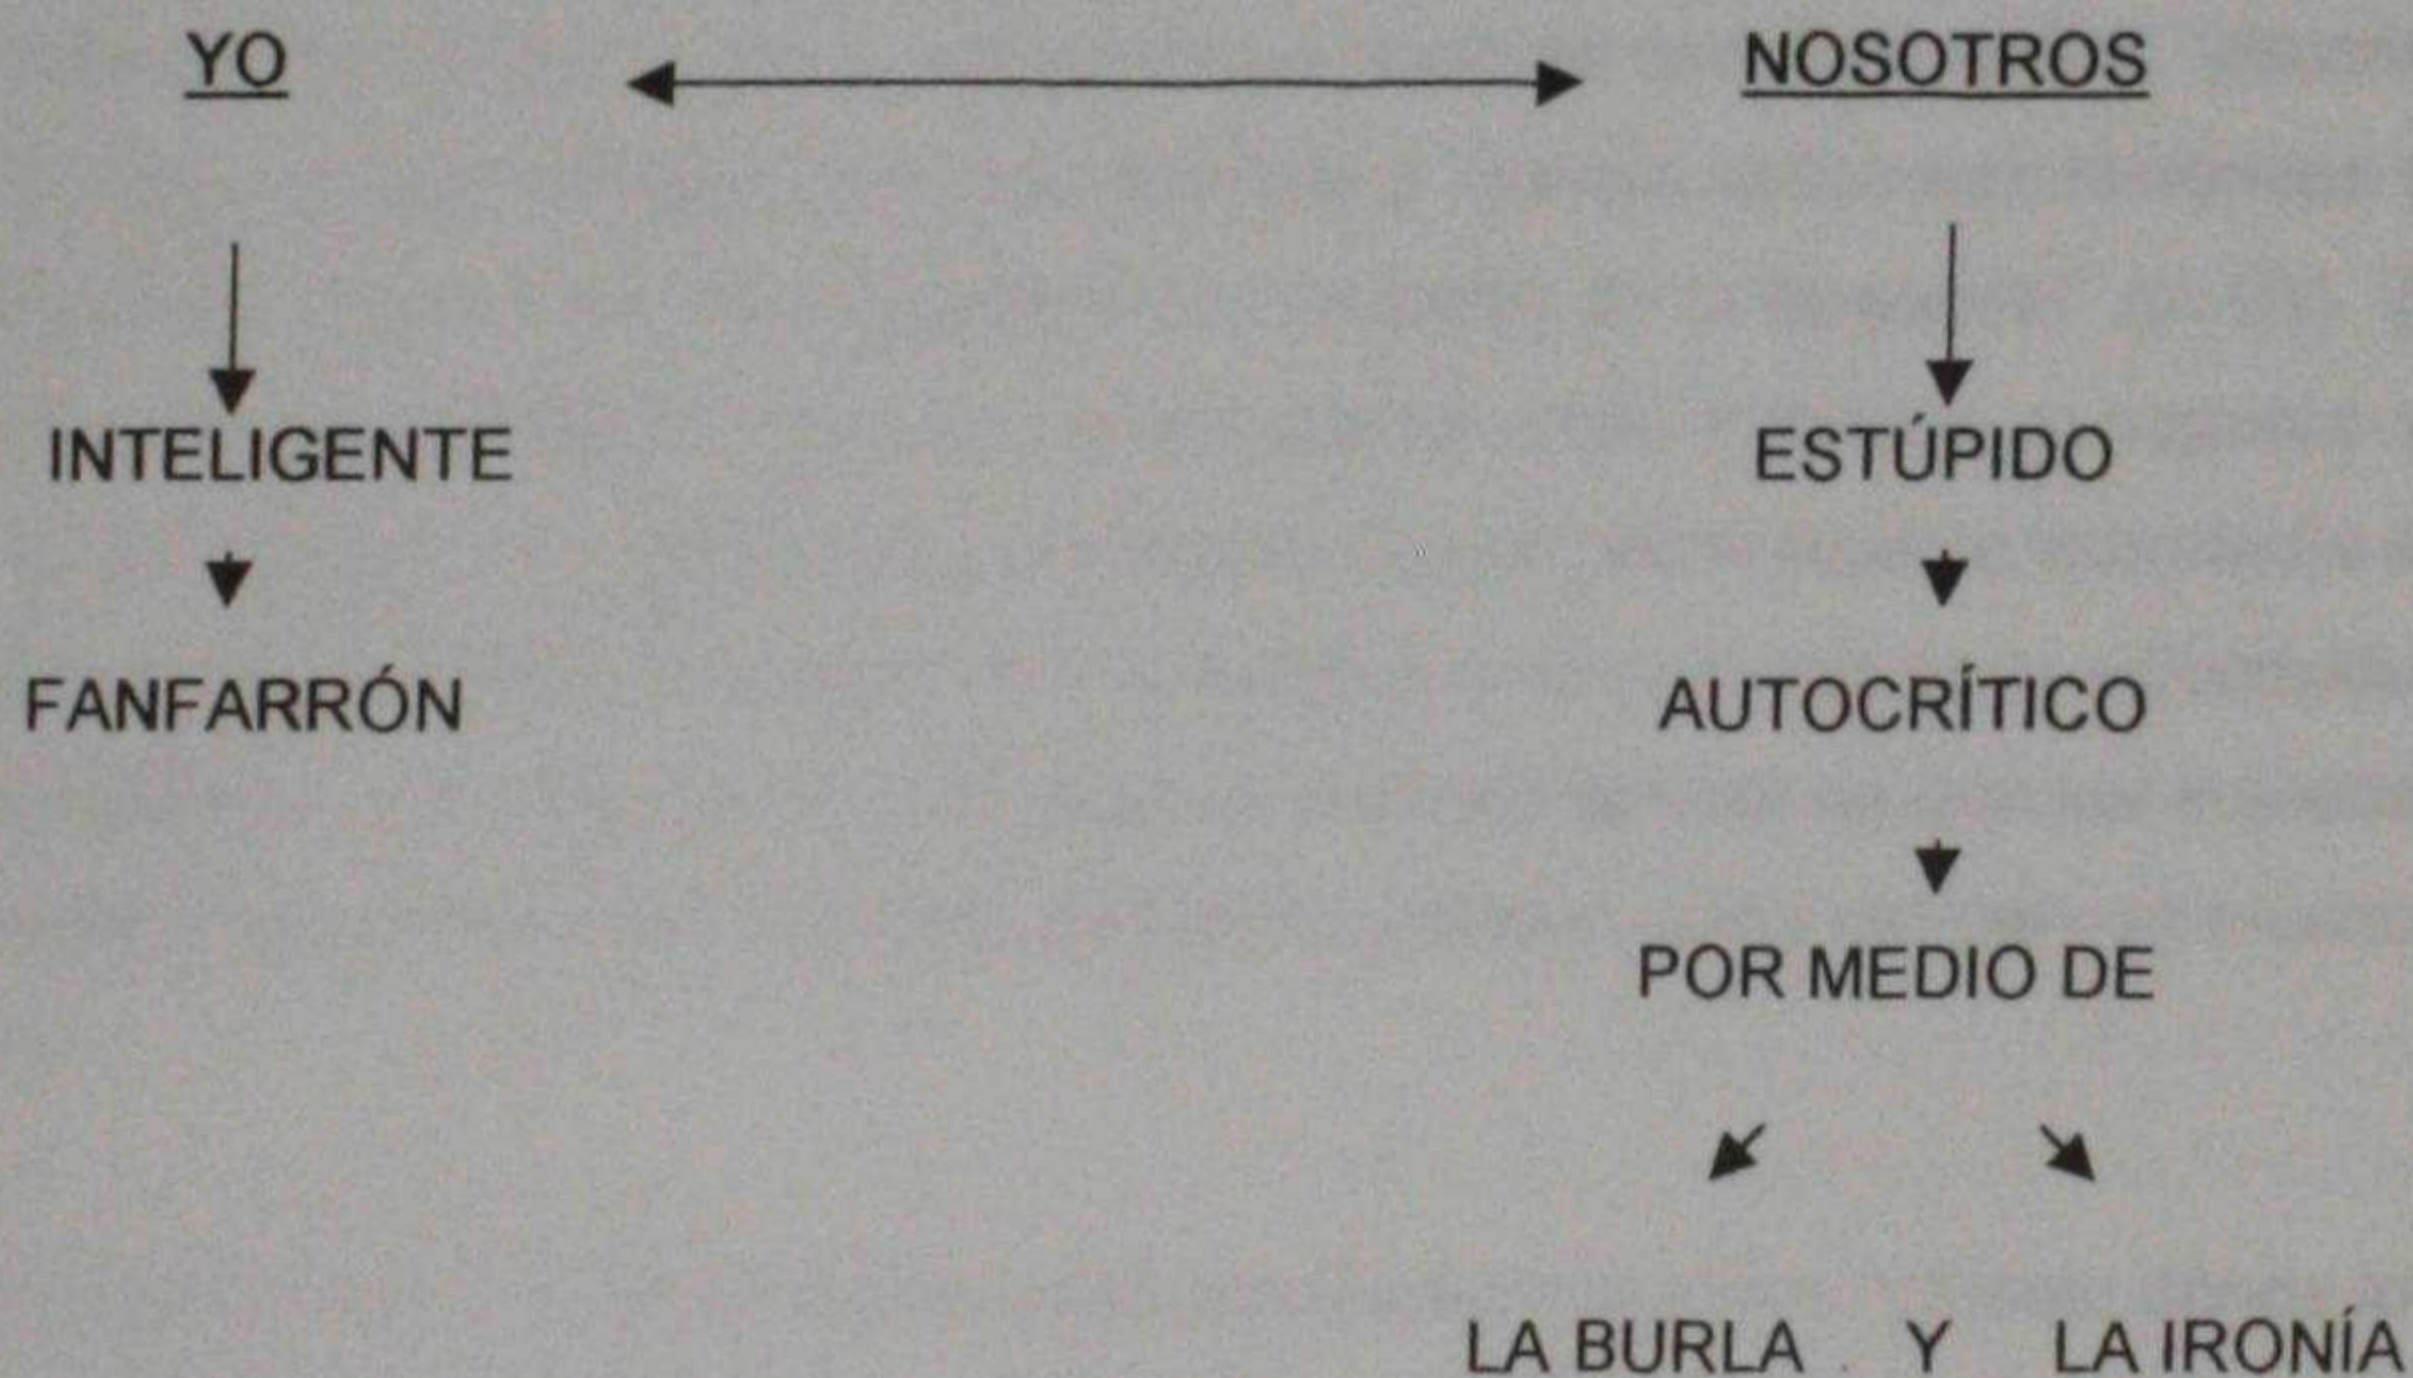 YO NOSOTROS
INTELIGENTE ESTÚPIDO
FANFARRÓN AUTOCRÍTICO
POR MEDIO DE
LA BURLA Y LA IRONÍA